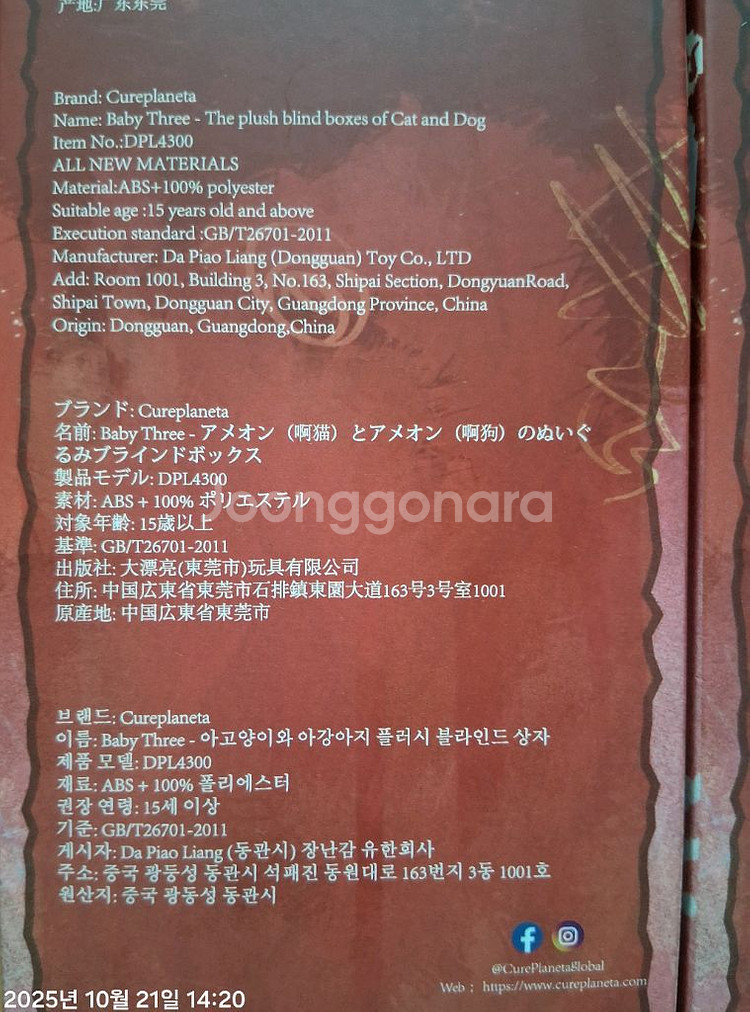 产地:广东东莞
Brand: Cureplaneta
Name: Baby Three - The plush blind boxes of Cat and Dog
Item No.:DPL4300
ALL NEW MATERIALS
Material:ABS+100% polyester
Suitable age :15 years old and above
Execution standard :GB/T26701-2011
Manufacturer: Da Piao Liang (Dongguan) Toy Co., LTD
Add: Room 1001, Building 3, No.163, Shipai Section, DongyuanRoad,
Shipai Town, Dongguan City, Guangdong Province, China
Origin: Dongguan, Guangdong,China
ブランド: Cureplaneta
名前: Baby Three - アメオン（啊猫）とアメオン（啊狗）のぬいぐ
るみブラインドボックス
製品モデル: DPL4300
素材: ABS + 100% ポリエステル
対象年齢: 15歳以上
Joonggonara
基準: GB/T26701-2011
出版社: 大漂亮(東莞市)玩具有限公司
住所: 中国広東省東莞市石排鎮東園大道163号3号室1001
原産地: 中国広東省東莞市
브랜드: Cureplaneta
이름: Baby Three - 아고양이와 아강아지 플러시 블라인드 상자
제품 모델: DPL4300
재료: ABS + 100% 폴리에스터
권장 연령: 15세 이상
기준: GB/T26701-2011
게시자: Da Piao Liang (동관시) 장난감 유한회사
주소: 중국 광둥성 동관시 석패진 동원대로 163번지 3동 1001호
원산지: 중국 광둥성 동관시
@CurePlanetaGlobal
Web : https://www.cureplaneta.com
2025년 10월 21일 14:20